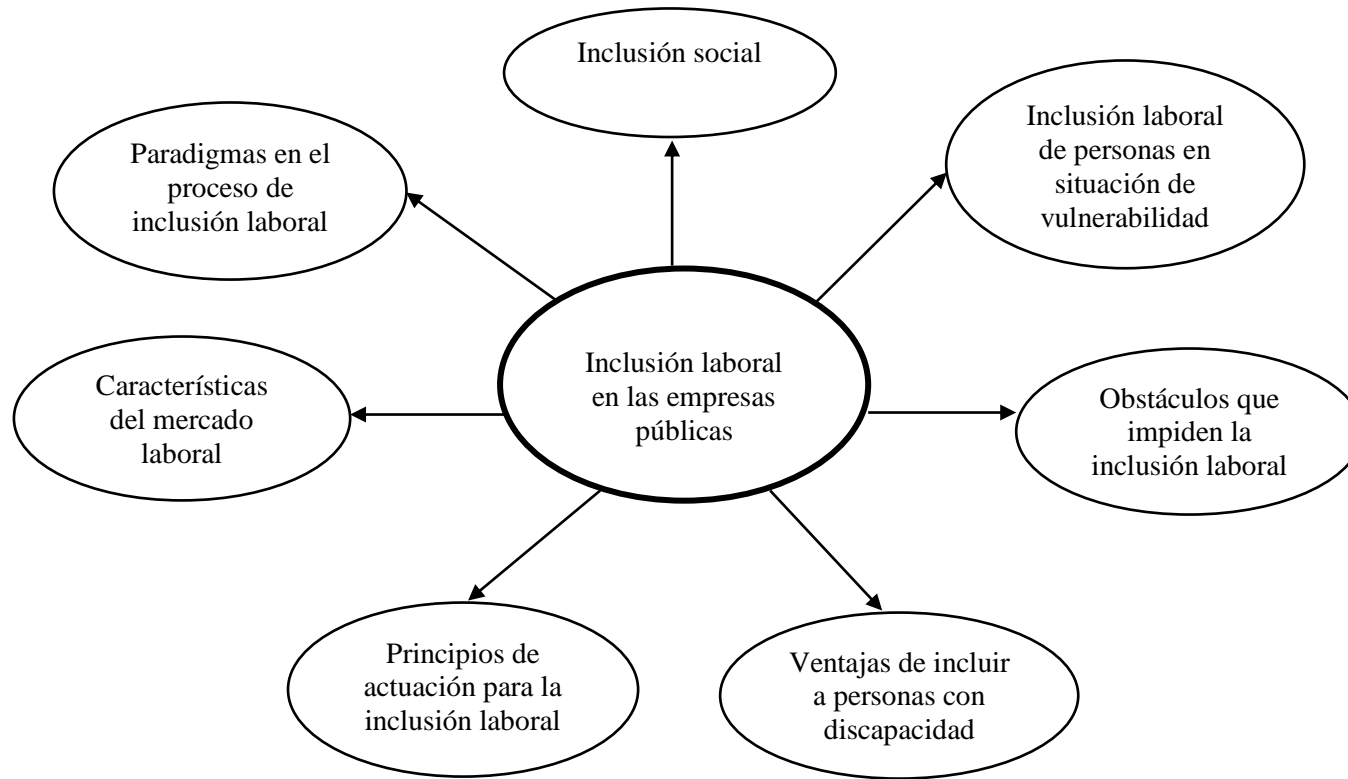 Inclusión social
Inclusión laboral
de personas en
situación de
vulnerabilidad
Paradigmas en el
proceso de
inclusión laboral
Inclusión laboral
en las empresas
públicas
Características
del mercado
laboral
Obstáculos que
impiden la
inclusión laboral
Principios de
actuación para la
inclusión laboral
Ventajas de incluir
a personas con
discapacidad